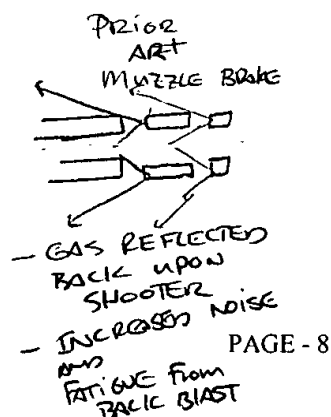 PRIOR
ART
MUZZLE BRAKE
- GAS REFLECTED
BACK UPON
SHOOTER
- INCREASED NOISE
AND
FATIGUE FROM
BACK BLAST
PAGE - 8